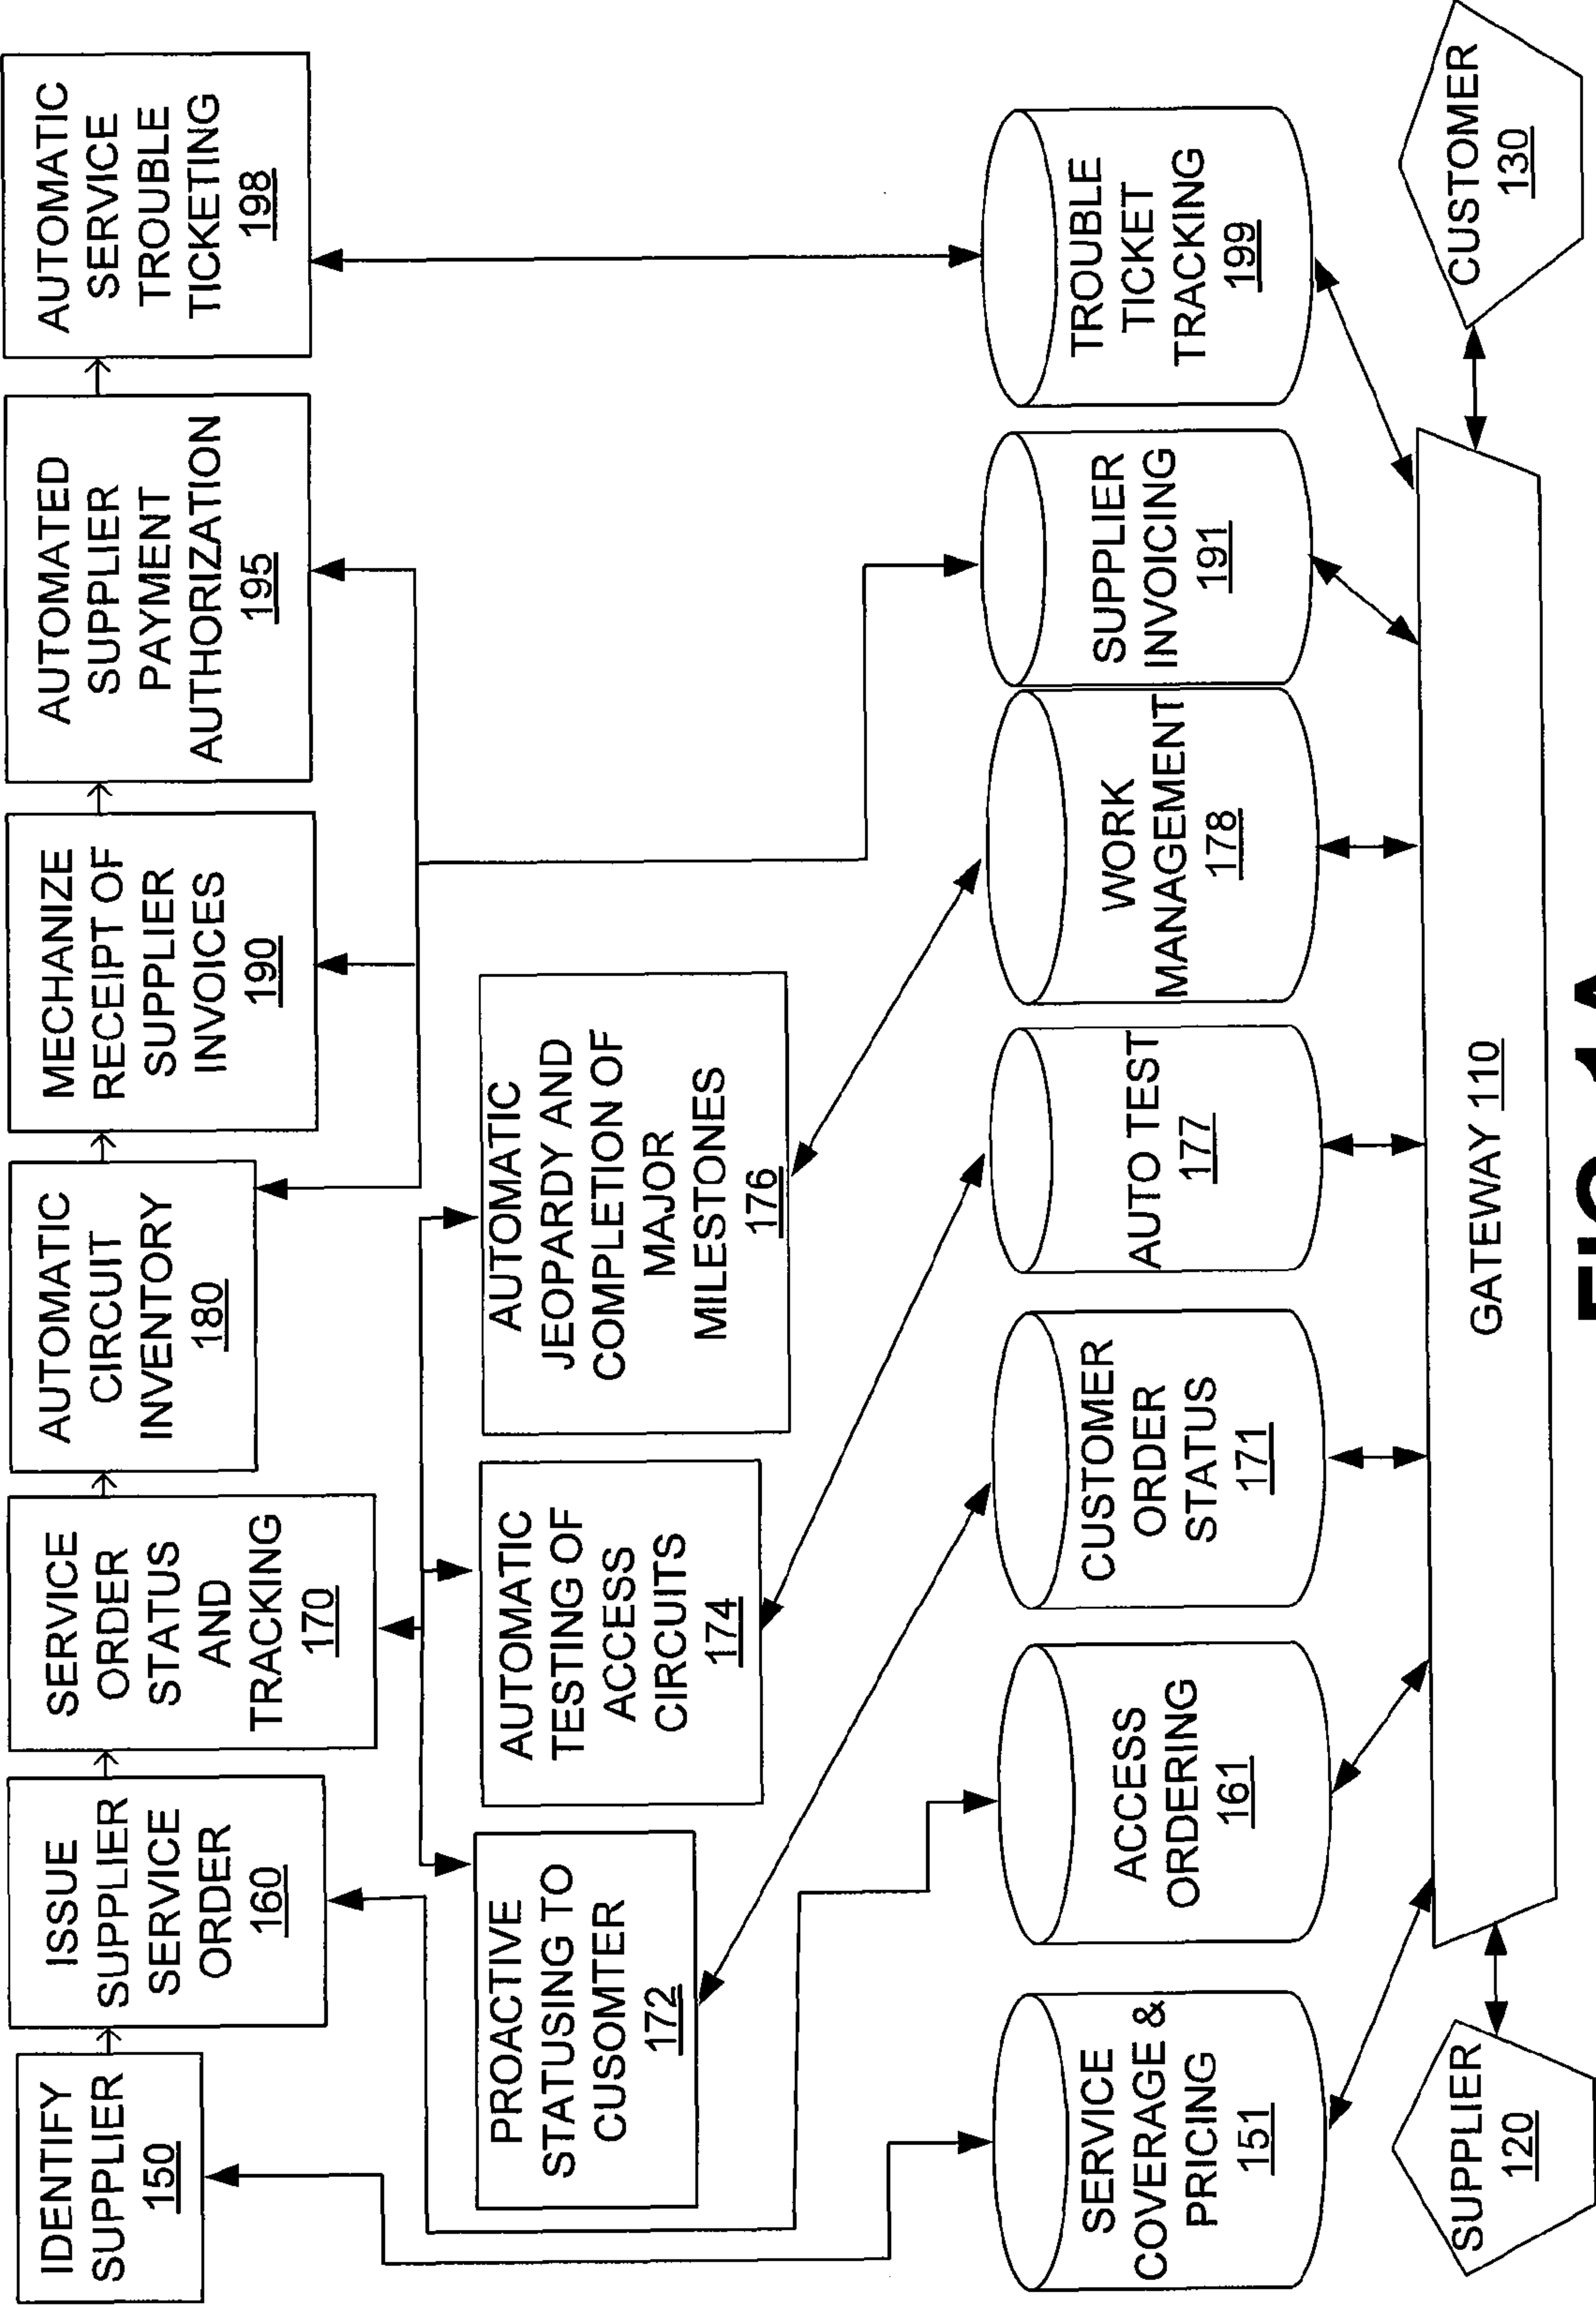 IDENTIFY
SUPPLIER
150
ISSUE
SUPPLIER
SERVICE
ORDER
160
SERVICE
ORDER
STATUS
AND
TRACKING
170
AUTOMATIC
CIRCUIT
INVENTORY
180
MECHANIZE
RECEIPT OF
SUPPLIER
INVOICES
190
AUTOMATED
SUPPLIER
PAYMENT
AUTHORIZATION
195
AUTOMATIC
SERVICE
TROUBLE
TICKETING
198
PROACTIVE
STATUSING TO
CUSOMTER
172
AUTOMATIC
TESTING OF
ACCESS
CIRCUITS
174
AUTOMATIC
JEOPARDY AND
COMPLETION OF
MAJOR
MILESTONES
176
SERVICE
COVERAGE &
PRICING
151
ACCESS
ORDERING
161
CUSTOMER
ORDER
STATUS
171
AUTO TEST
177
WORK
MANAGEMENT
178
SUPPLIER
INVOICING
191
TROUBLE
TICKET
TRACKING
199
SUPPLIER
120
GATEWAY 110
CUSTOMER
130